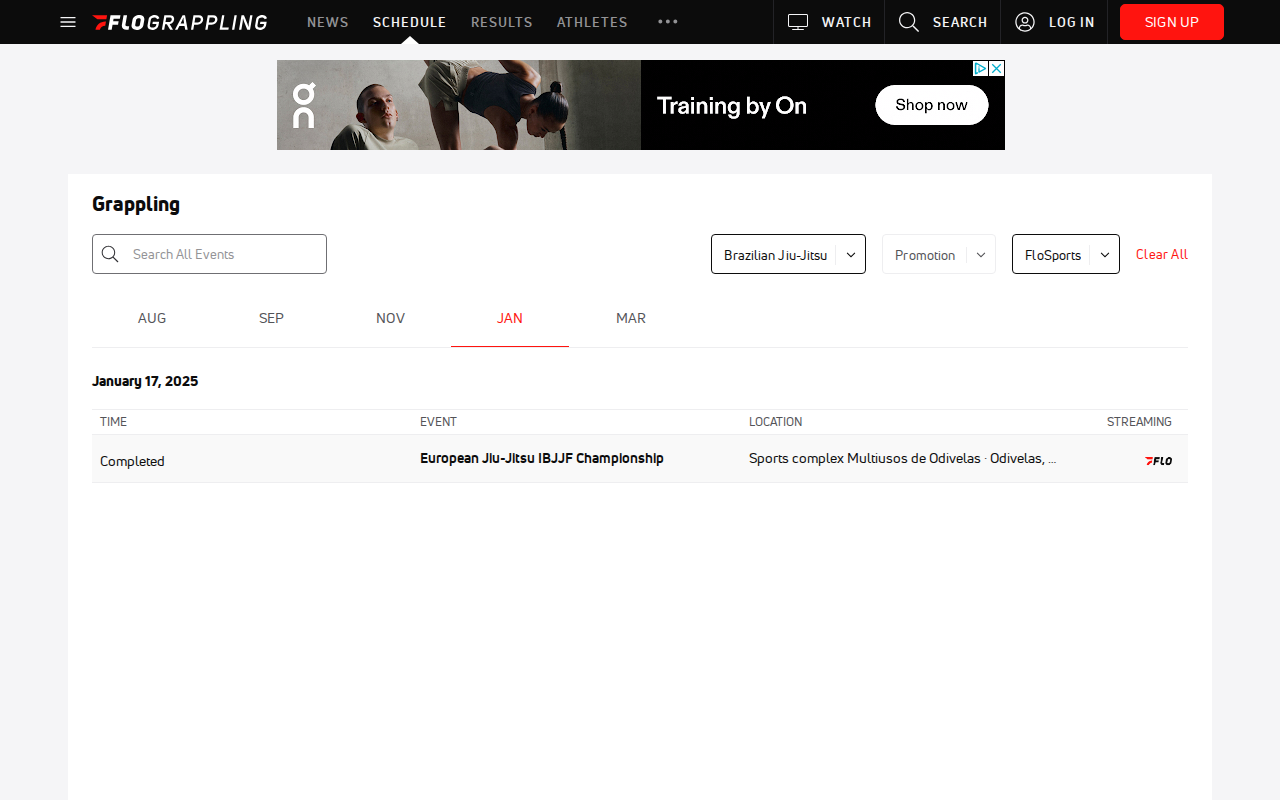 FLOGRAPPLING NEWS SCHEDULE RESULTS ATHLETES WATCH SEARCH LOG IN SIGN UP
on Training by On Shop now
Grappling
Search All Events Brazilian Jiu-Jitsu Promotion FloSports Clear All
AUG SEP NOV JAN MAR
January 17, 2025
TIME EVENT LOCATION STREAMING
Completed European Jiu-Jitsu IBJJF Championship Sports complex Multiusos de Odivelas · Odivelas, ... FLO